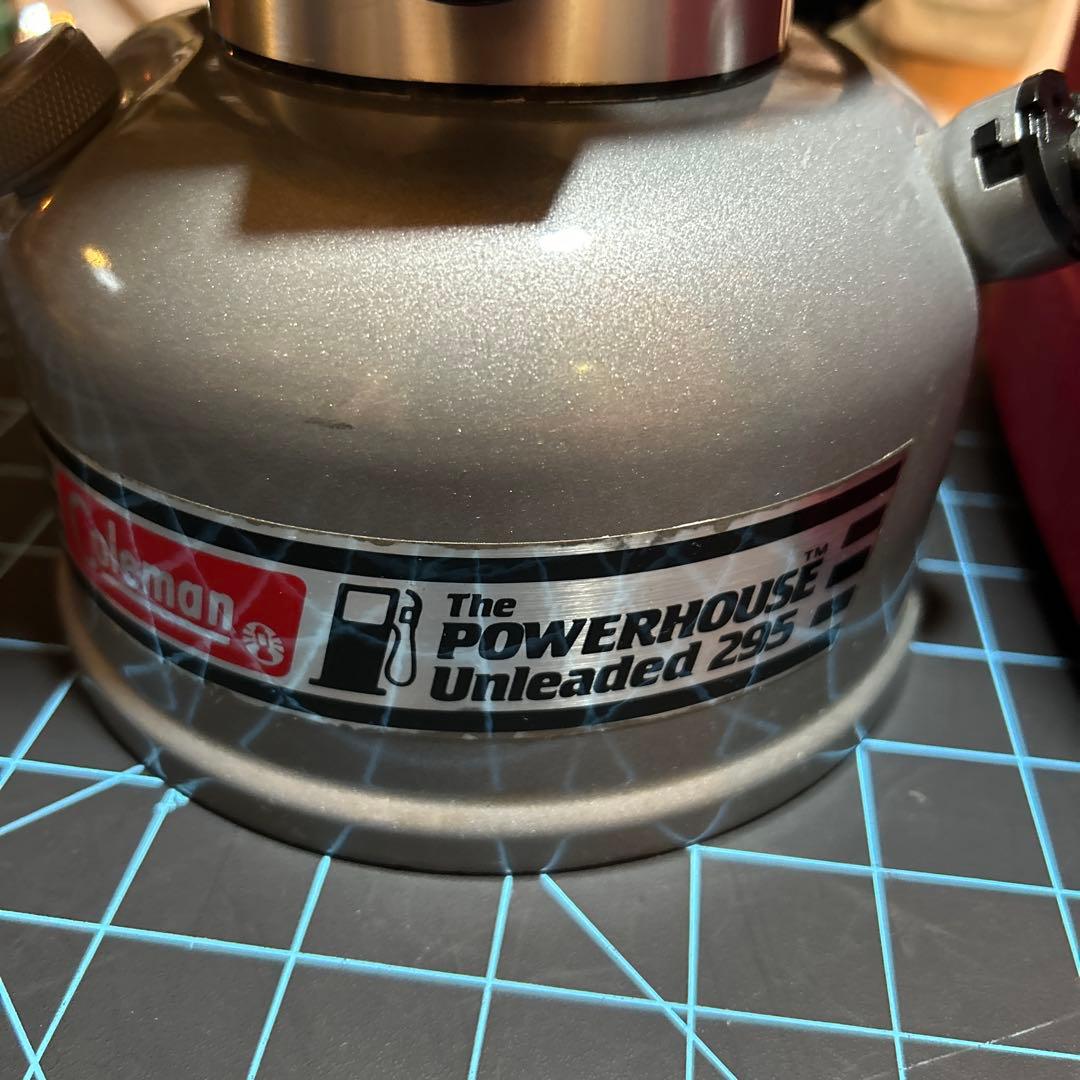 Coleman
The
POWERHOUSE™
Unleaded 295